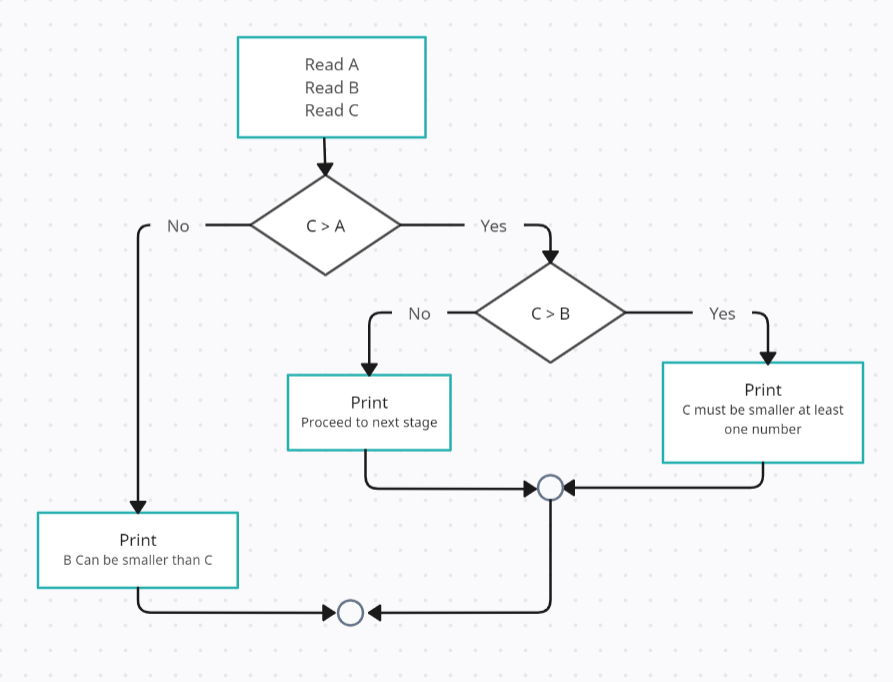 Read A
Read B
Read C
C > A
No
Yes
C > B
No
Yes
Print
Proceed to next stage
Print
C must be smaller at least
one number
Print
B Can be smaller than C